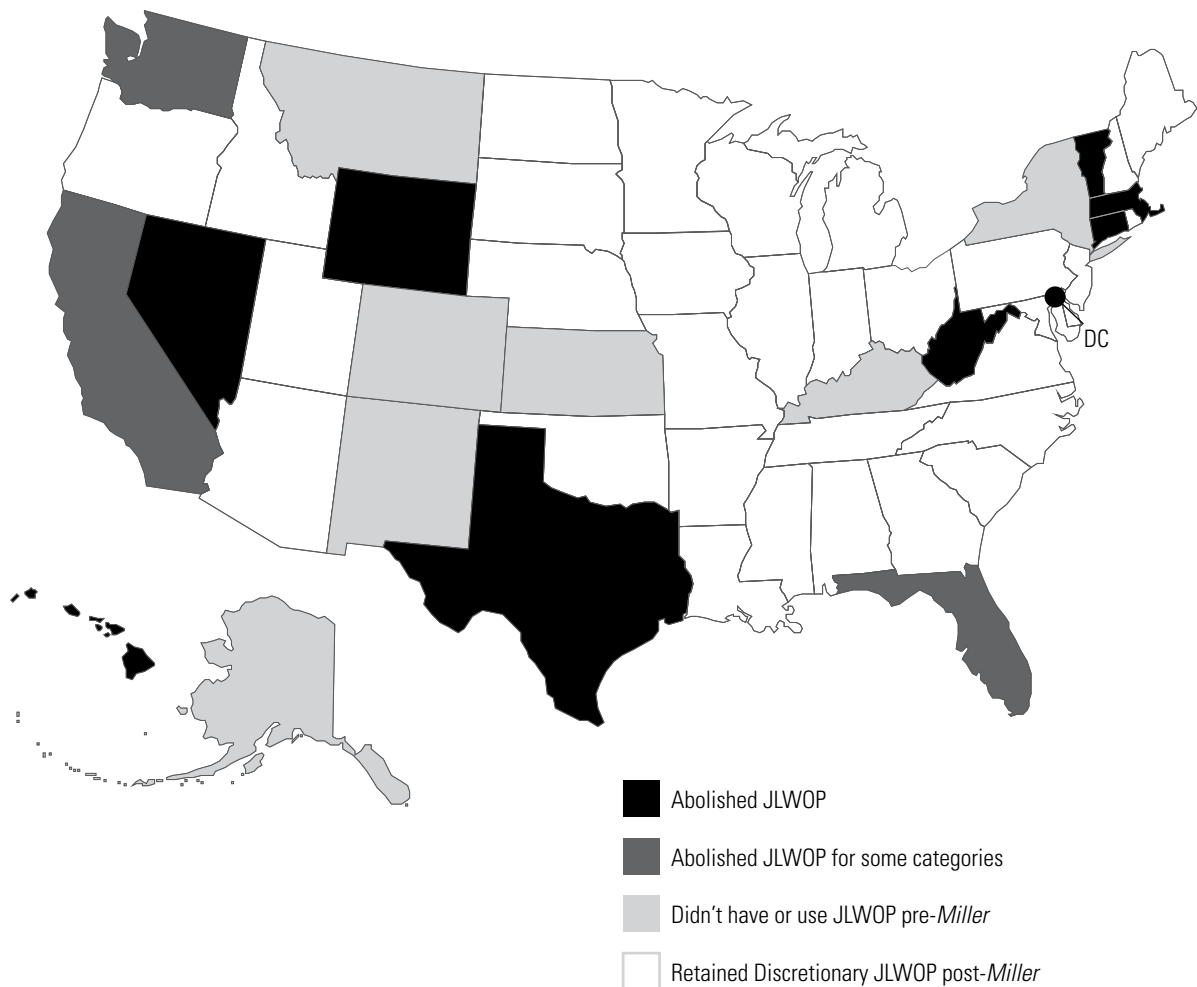 DC
Abolished JLWOP
Abolished JLWOP for some categories
Didn't have or use JLWOP pre-Miller
Retained Discretionary JLWOP post-Miller